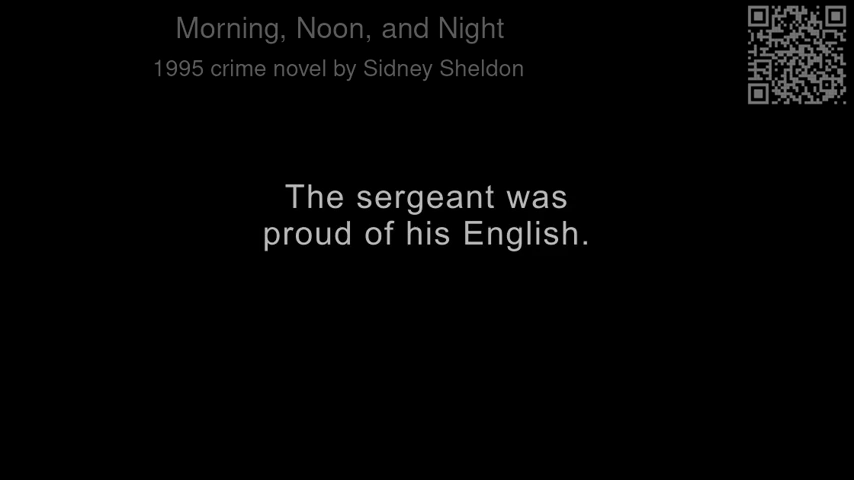 Morning, Noon, and Night
1995 crime novel by Sidney Sheldon
The sergeant was
proud of his English.